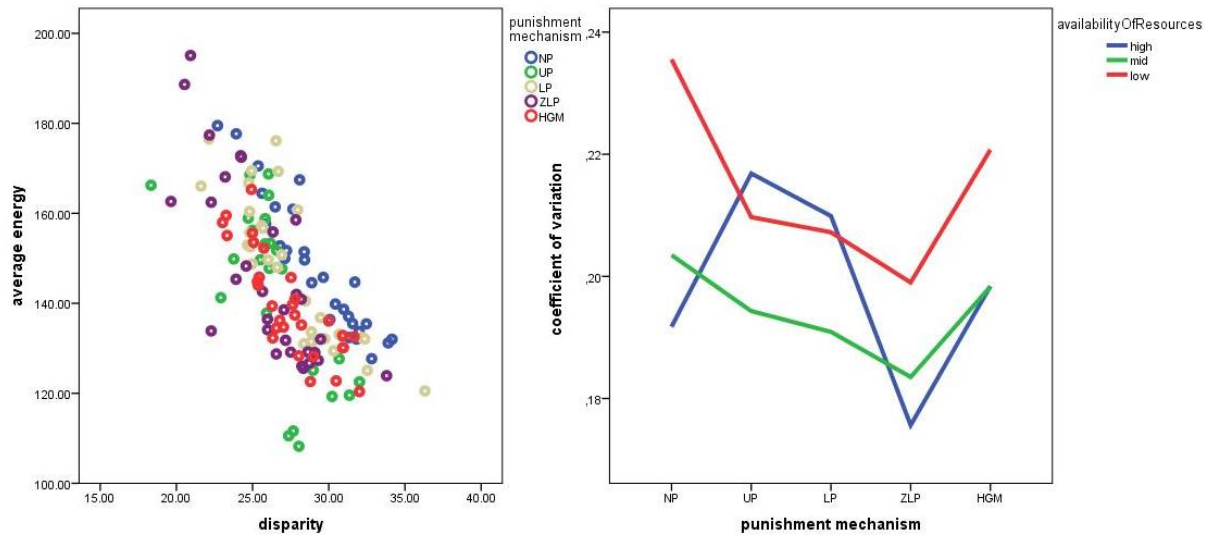 punishment
mechanism
NP
UP
LP
ZLP
HGM
200.00
180.00
160.00
140.00
120.00
100.00
average energy
15.00 20.00 25.00 30.00 35.00 40.00
disparity
availabilityOfResources
high
mid
low
,24
,22
,20
,18
coefficient of variation
NP UP LP ZLP HGM
punishment mechanism